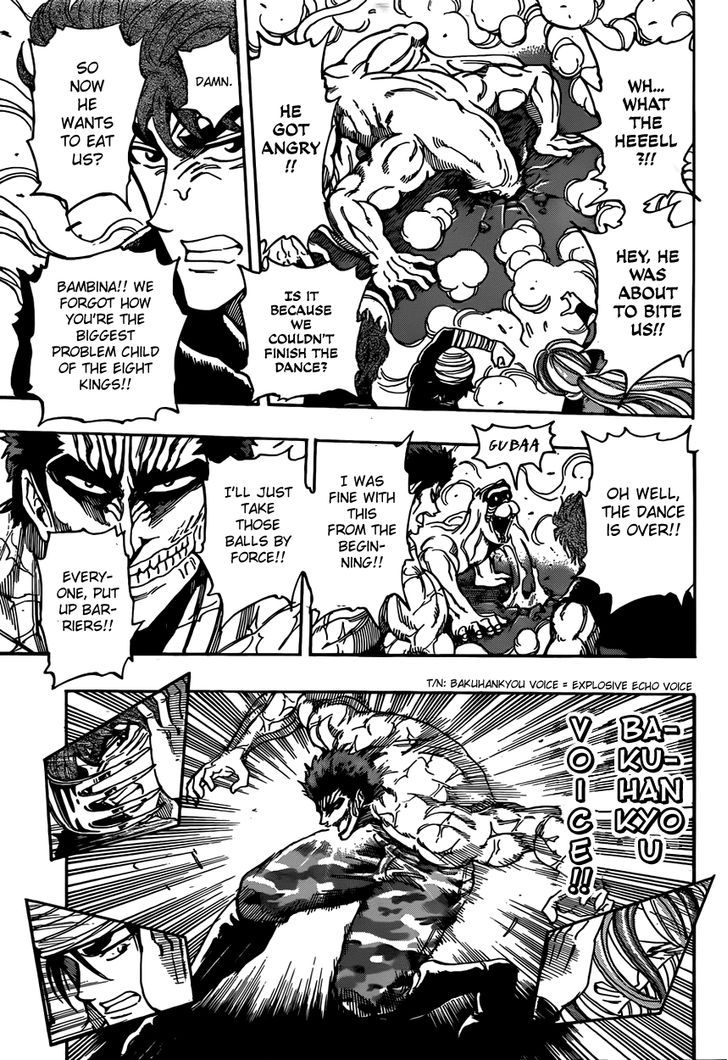 WH...
WHAT
THE
HEEELL
?!!
HEY, HE
WAS
ABOUT
TO BITE
US!!
HE
GOT
ANGRY
!!
IS IT
BECAUSE
WE
COULDN'T
FINISH THE
DANCE?
DAMN.
SO
NOW
HE
WANTS
TO EAT
US?
BAMBINA!! WE
FORGOT HOW
YOU'RE THE
BIGGEST
PROBLEM CHILD
OF THE EIGHT
KINGS!!
OH WELL,
THE DANCE
IS OVER!!
GUBAA
I WAS
FINE WITH
THIS
FROM THE
BEGIN-
NING!!
I'LL JUST
TAKE
THOSE
BALLS BY
FORCE!!
EVERY-
ONE, PUT
UP BAR-
RIERS!!
T/N: BAKUHANKYOU VOICE = EXPLOSIVE ECHO VOICE
BA-
KU-
HAN
KYO
U
VOICE!!